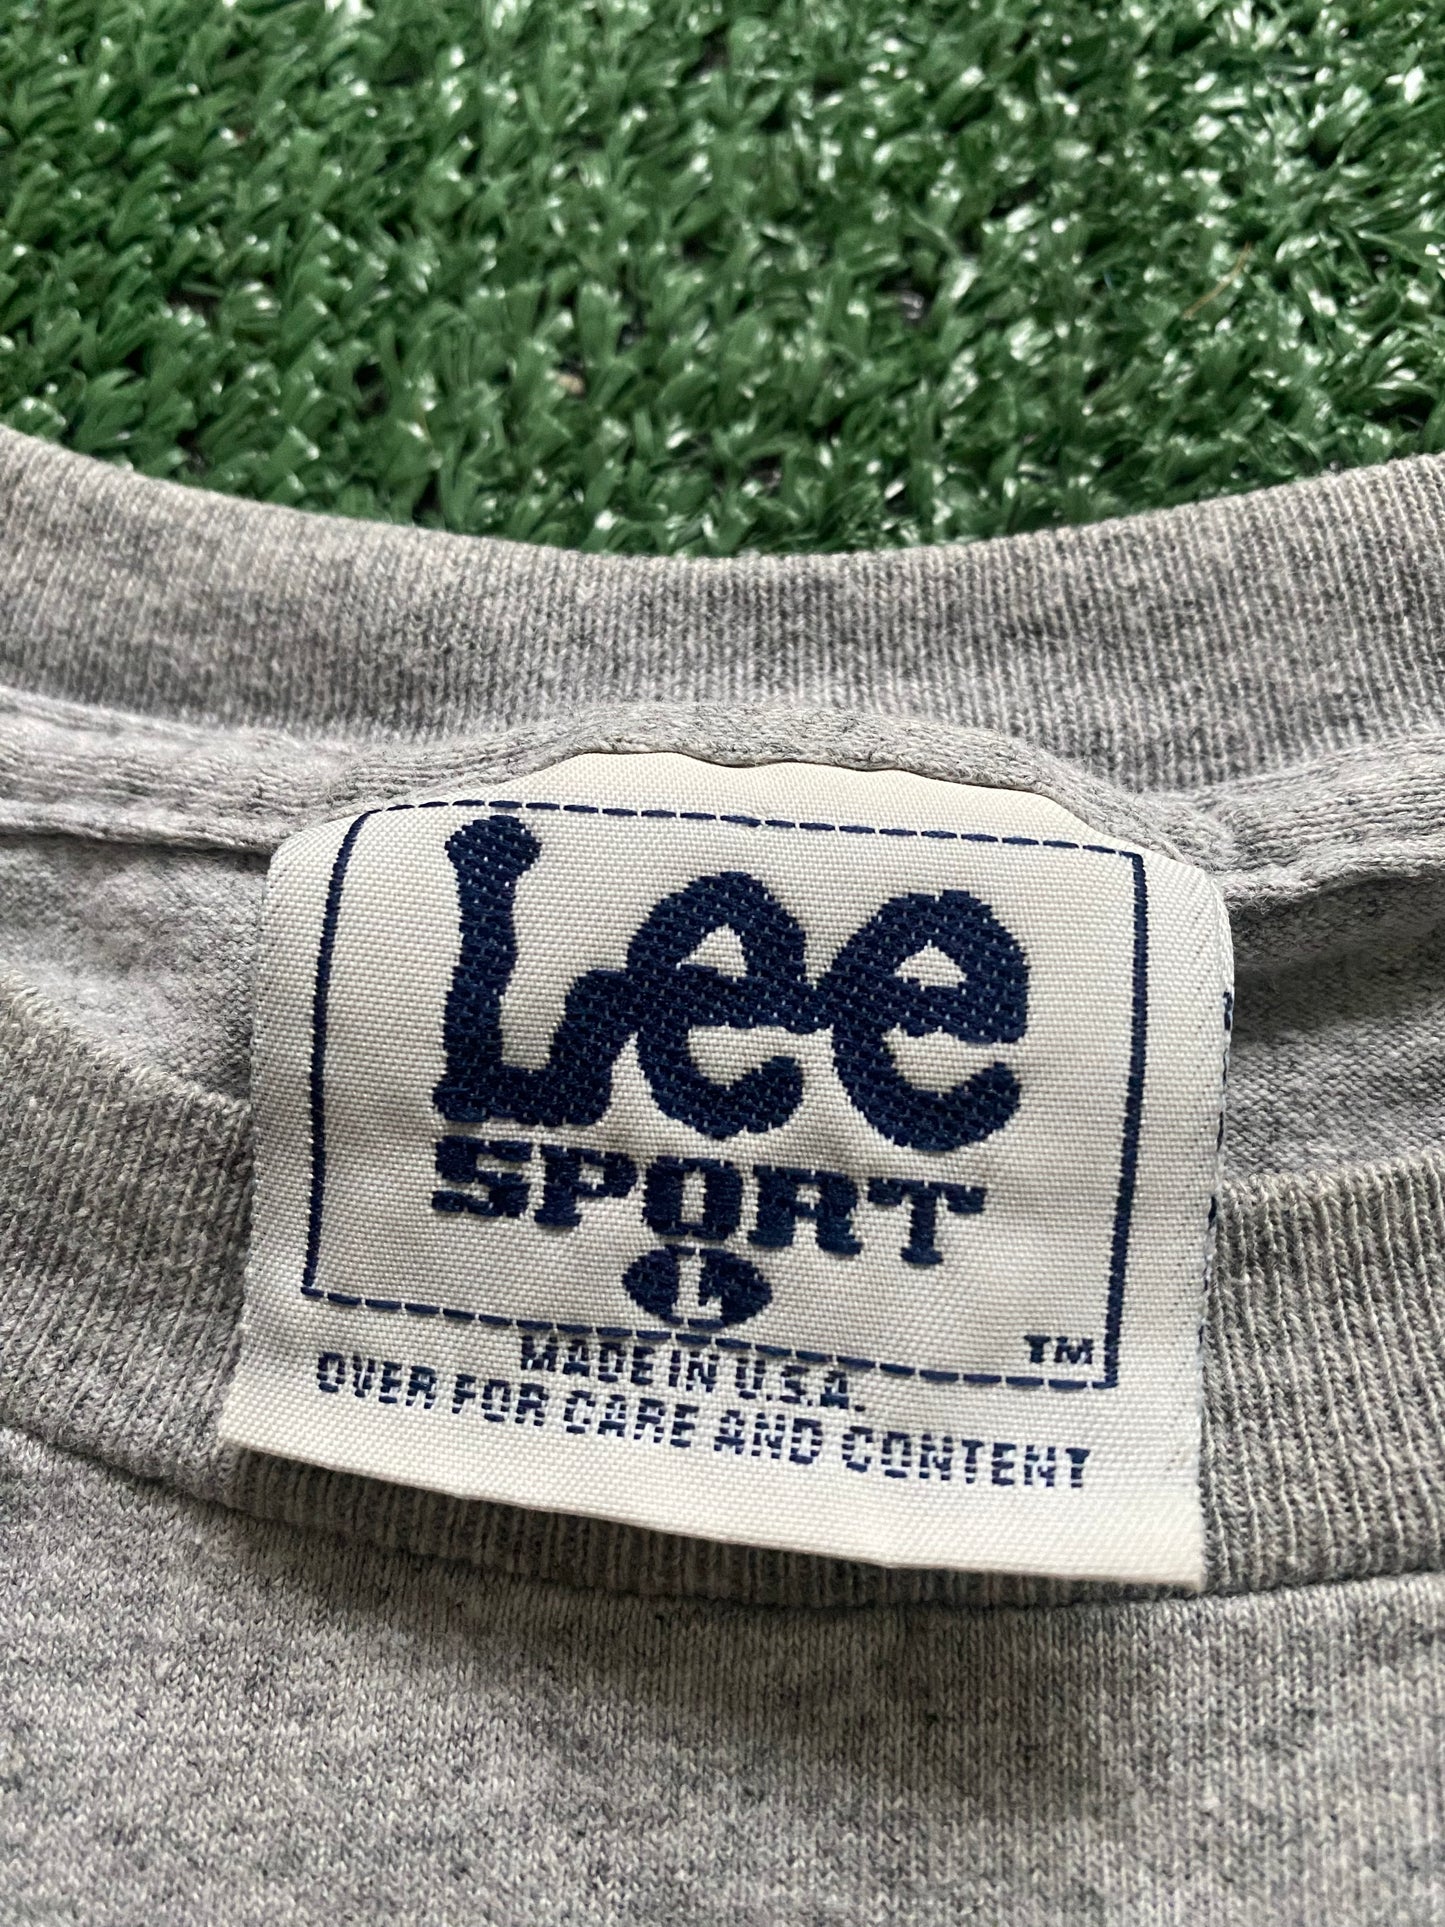 Lee
SPORT
L
TM
MADE IN U.S.A.
OVER FOR CARE AND CONTENT